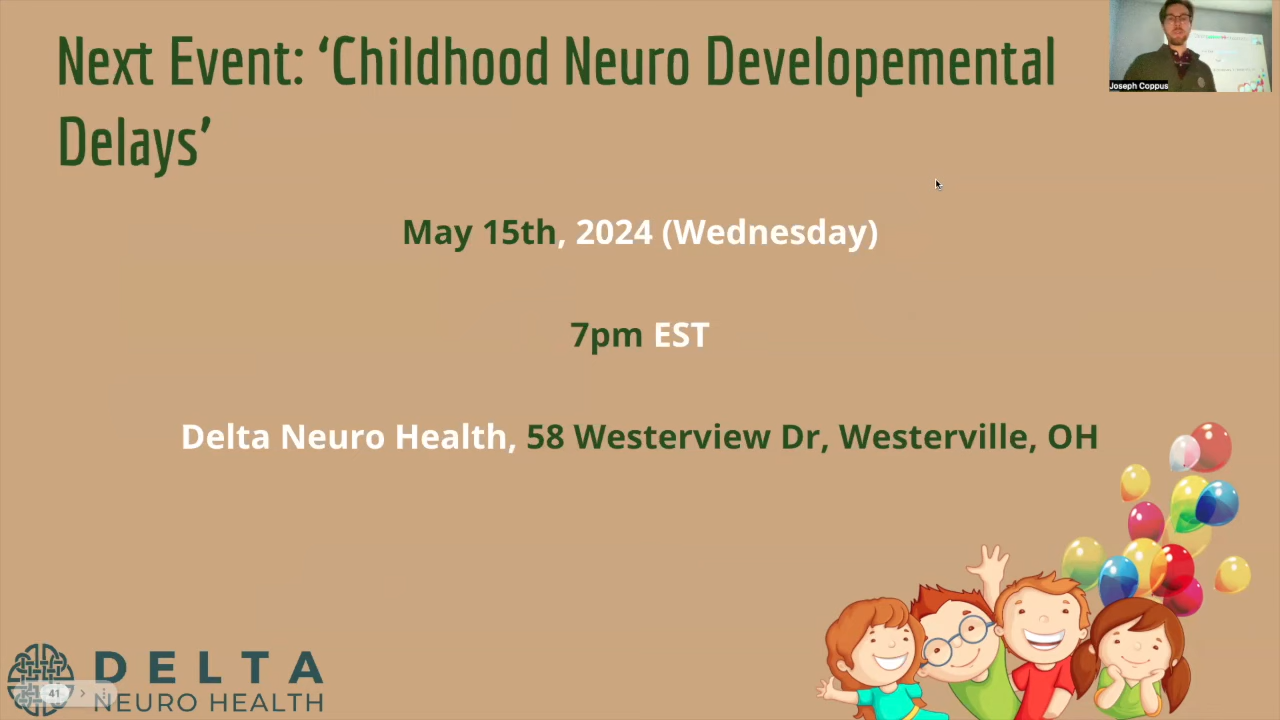 Next Event: ‘Childhood Neuro Developemental
Delays’
Joseph Coppus
May 15th, 2024 (Wednesday)
7pm EST
Delta Neuro Health, 58 Westerview Dr, Westerville, OH
DELTA
NEURO HEALTH
41